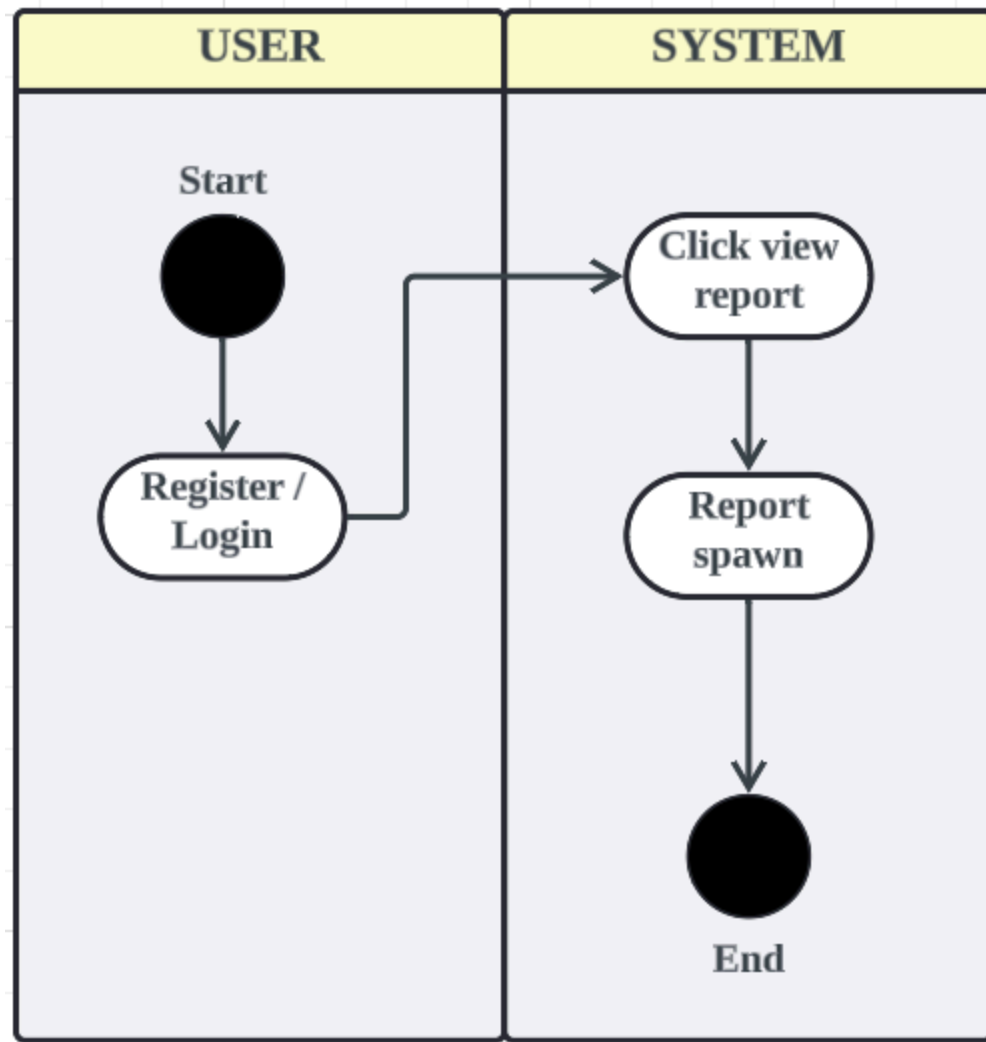 USER
SYSTEM
Start
Register /
Login
Click view
report
Report
spawn
End